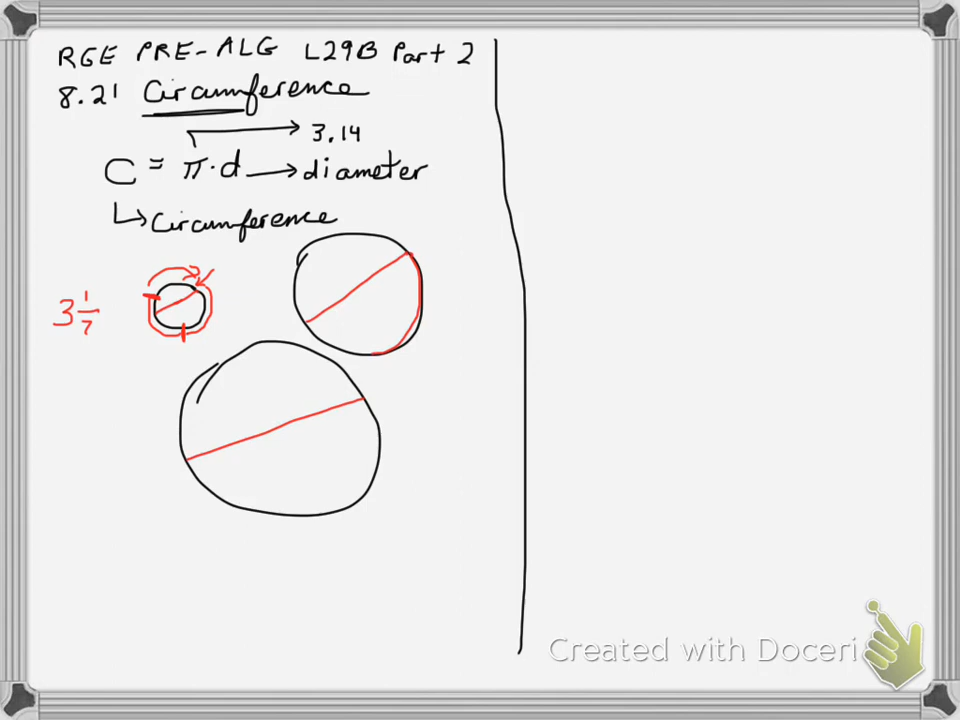 RGE PRE-ALG L29B Part 2
8.21 Circumference
3.14
C = π·d → diameter
↳ Circumference
3 1/7
Created with Doceri